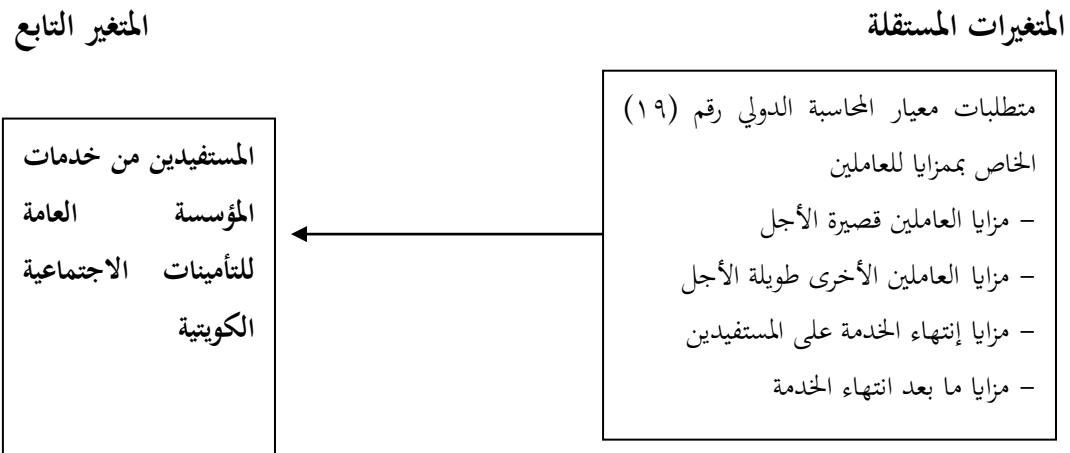 المتغيرات المستقلة
المتغير التابع
متطلبات معيار المحاسبة الدولي رقم (١٩)
الخاص بممزايا للعاملين
– مزايا العاملين قصيرة الأجل
– مزايا العاملين الأخرى طويلة الأجل
– مزايا إنتهاء الخدمة على المستفيدين
– مزايا ما بعد انتهاء الخدمة
المستفيدين من خدمات
المؤسسة العامة
للتأمينات الاجتماعية
الكويتية